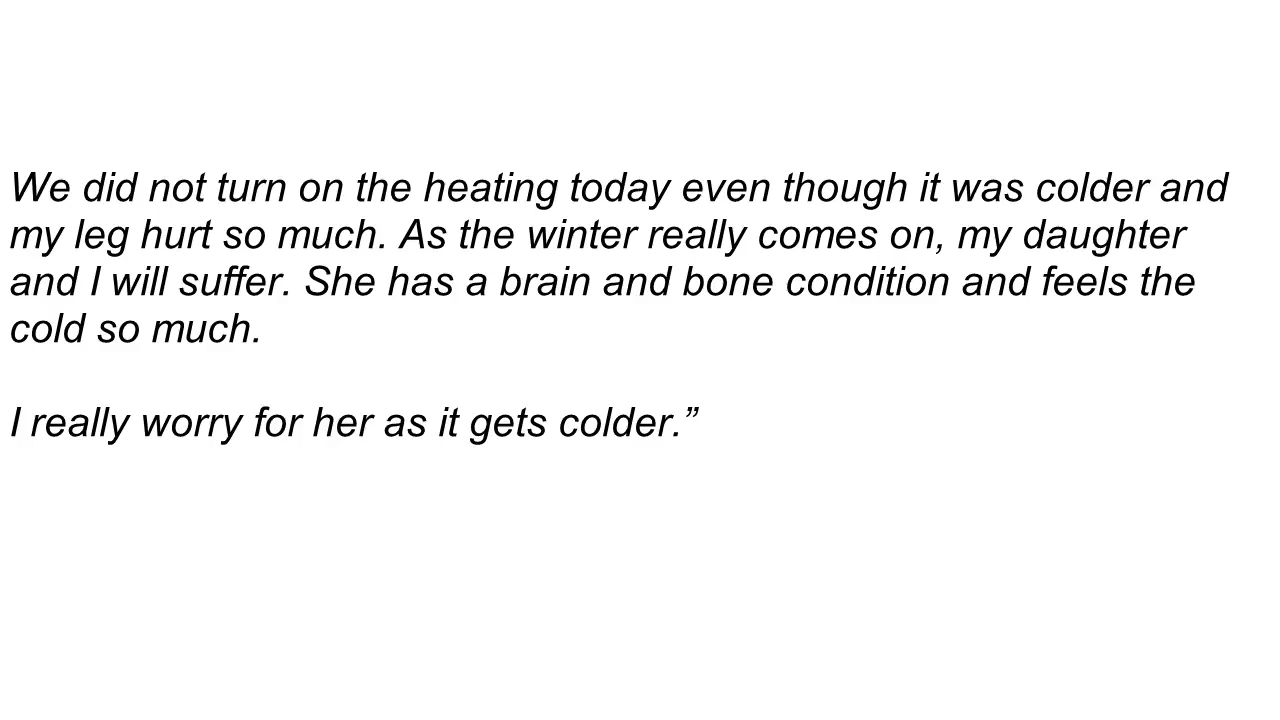 We did not turn on the heating today even though it was colder and
my leg hurt so much. As the winter really comes on, my daughter
and I will suffer. She has a brain and bone condition and feels the
cold so much.
I really worry for her as it gets colder.”